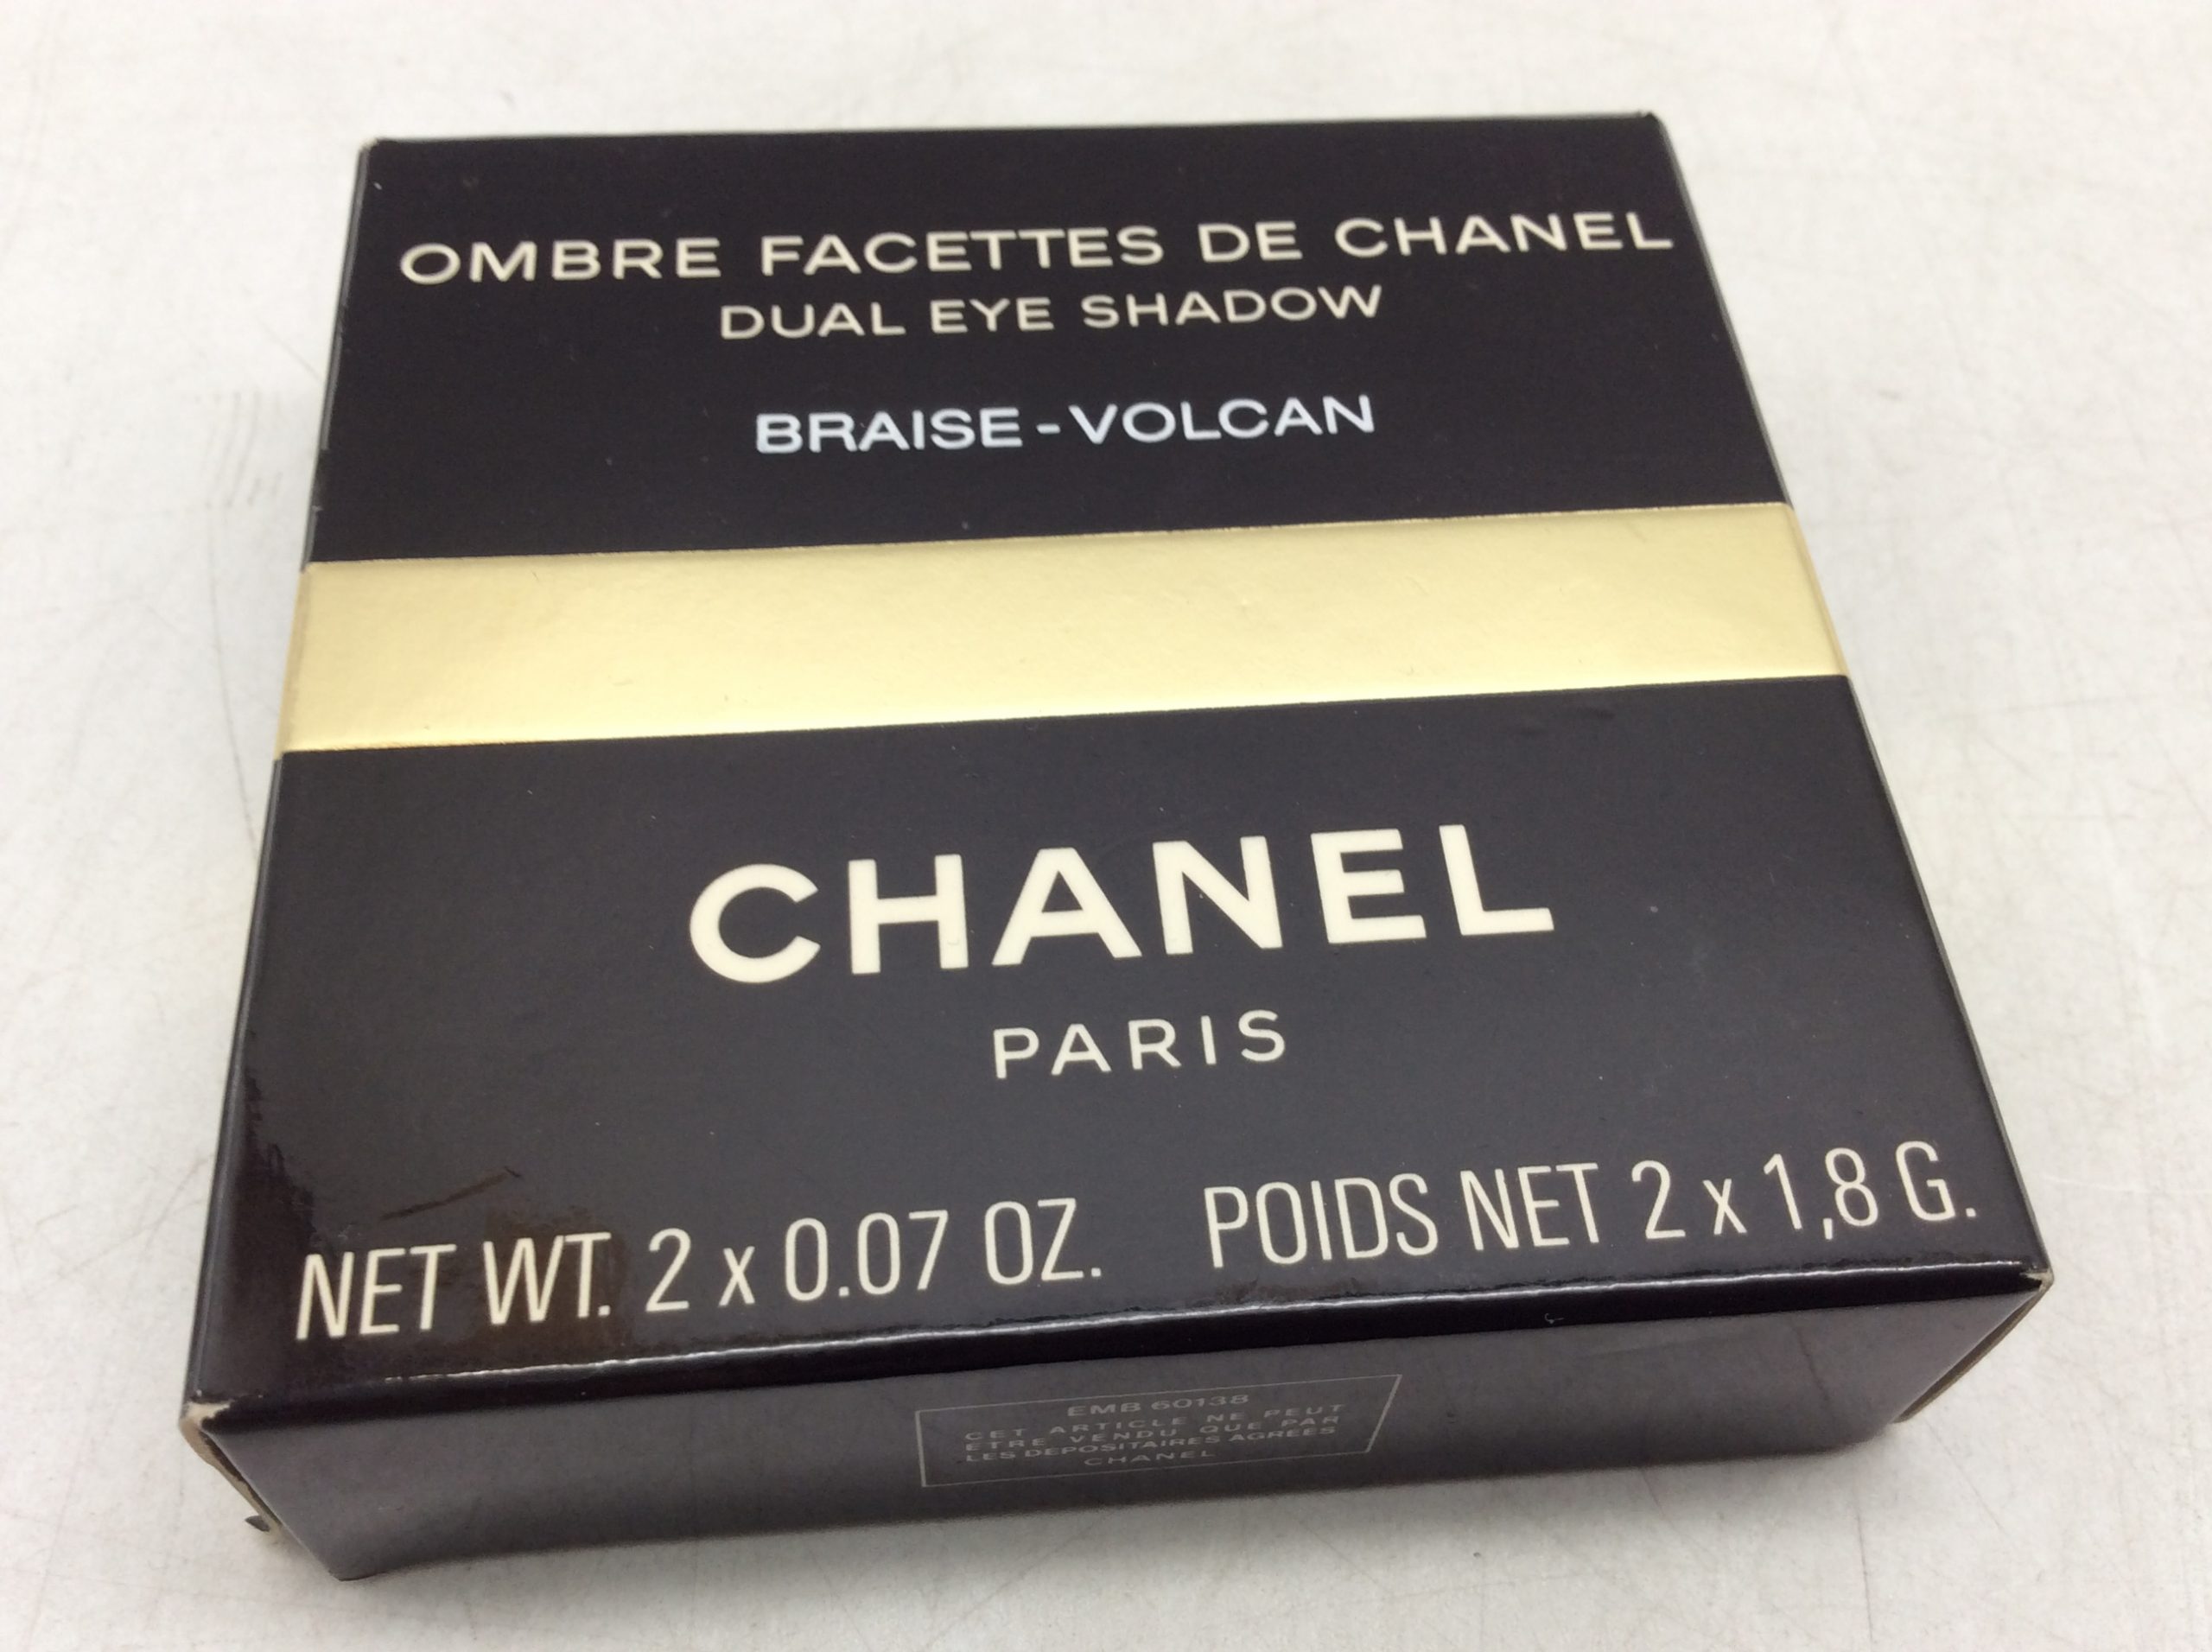 OMBRE FACETTES DE CHANEL
DUAL EYE SHADOW
BRAISE-VOLCAN
CHANEL
PARIS
NET WT. 2 x 0.07 OZ. POIDS NET 2 x 1,8 G.
EMB 60138
CET ARTICLE NE PEUT
ETRE VENDU QUE PAR
LES DEPOSITAIRES AGREES
CHANEL